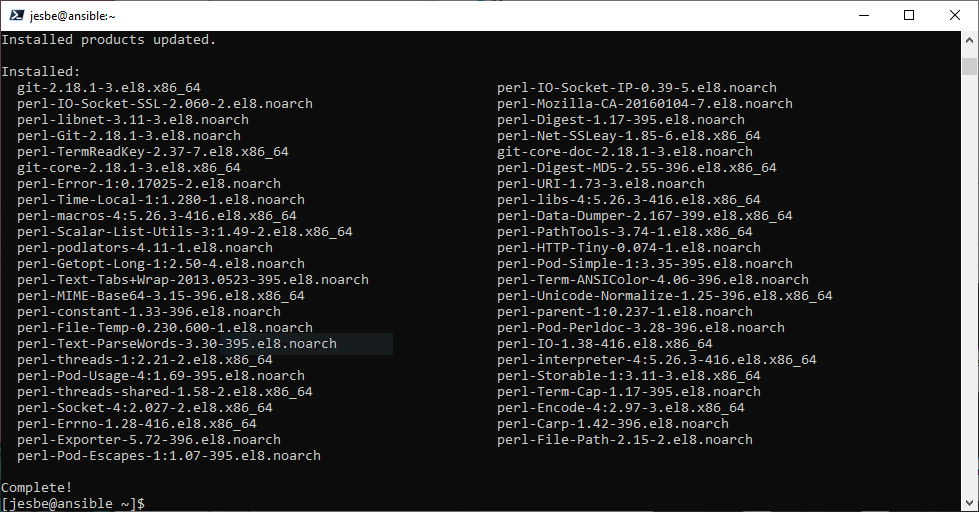 jesbe@ansible:~
Installed products updated.
Installed:
git-2.18.1-3.el8.x86_64 perl-IO-Socket-IP-0.39-5.el8.noarch
perl-IO-Socket-SSL-2.060-2.el8.noarch perl-Mozilla-CA-20160104-7.el8.noarch
perl-libnet-3.11-3.el8.noarch perl-Digest-1.17-395.el8.noarch
perl-Git-2.18.1-3.el8.noarch perl-Net-SSLeay-1.85-6.el8.x86_64
perl-TermReadKey-2.37-7.el8.x86_64 git-core-doc-2.18.1-3.el8.noarch
git-core-2.18.1-3.el8.x86_64 perl-Digest-MD5-2.55-396.el8.x86_64
perl-Error-1:0.17025-2.el8.noarch perl-URI-1.73-3.el8.noarch
perl-Time-Local-1:1.280-1.el8.noarch perl-libs-4:5.26.3-416.el8.x86_64
perl-macros-4:5.26.3-416.el8.x86_64 perl-Data-Dumper-2.167-399.el8.x86_64
perl-Scalar-List-Utils-3:1.49-2.el8.x86_64 perl-PathTools-3.74-1.el8.x86_64
perl-podlators-4.11-1.el8.noarch perl-HTTP-Tiny-0.074-1.el8.noarch
perl-Getopt-Long-1:2.50-4.el8.noarch perl-Pod-Simple-1:3.35-395.el8.noarch
perl-Text-Tabs+Wrap-2013.0523-395.el8.noarch perl-Term-ANSIColor-4.06-396.el8.noarch
perl-MIME-Base64-3.15-396.el8.x86_64 perl-Unicode-Normalize-1.25-396.el8.x86_64
perl-constant-1.33-396.el8.noarch perl-parent-1:0.237-1.el8.noarch
perl-File-Temp-0.230.600-1.el8.noarch perl-Pod-Perldoc-3.28-396.el8.noarch
perl-Text-ParseWords-3.30-395.el8.noarch perl-IO-1.38-416.el8.x86_64
perl-threads-1:2.21-2.el8.x86_64 perl-interpreter-4:5.26.3-416.el8.x86_64
perl-Pod-Usage-4:1.69-395.el8.noarch perl-Storable-1:3.11-3.el8.x86_64
perl-threads-shared-1.58-2.el8.x86_64 perl-Term-Cap-1.17-395.el8.noarch
perl-Socket-4:2.027-2.el8.x86_64 perl-Encode-4:2.97-3.el8.x86_64
perl-Errno-1.28-416.el8.x86_64 perl-Carp-1.42-396.el8.noarch
perl-Exporter-5.72-396.el8.noarch perl-File-Path-2.15-2.el8.noarch
perl-Pod-Escapes-1:1.07-395.el8.noarch
Complete!
[jesbe@ansible ~]$